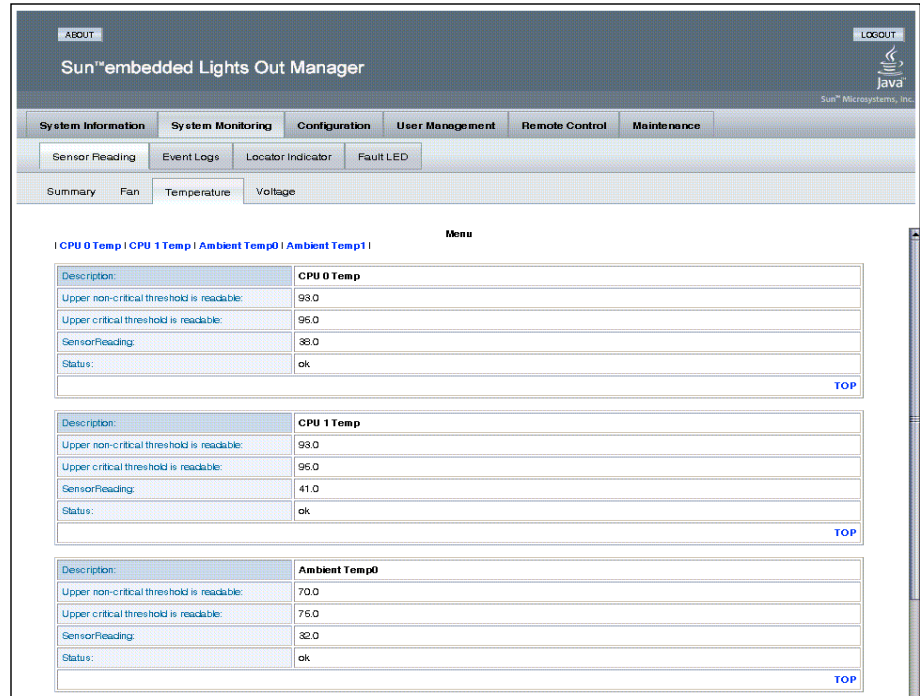 ABOUT
LOGOUT
Sun™embedded Lights Out Manager
Java™
Sun™ Microsystems, Inc.
System Information System Monitoring Configuration User Management Remote Control Maintenance
Sensor Reading Event Logs Locator Indicator Fault LED
Summary Fan Temperature Voltage
Menu
| CPU 0 Temp | CPU 1 Temp | Ambient Temp0 | Ambient Temp1 |
Description: CPU 0 Temp
Upper non-critical threshold is readable: 93.0
Upper critical threshold is readable: 95.0
SensorReading: 38.0
Status: ok
TOP
Description: CPU 1 Temp
Upper non-critical threshold is readable: 93.0
Upper critical threshold is readable: 95.0
SensorReading: 41.0
Status: ok
TOP
Description: Ambient Temp0
Upper non-critical threshold is readable: 70.0
Upper critical threshold is readable: 75.0
SensorReading: 32.0
Status: ok
TOP